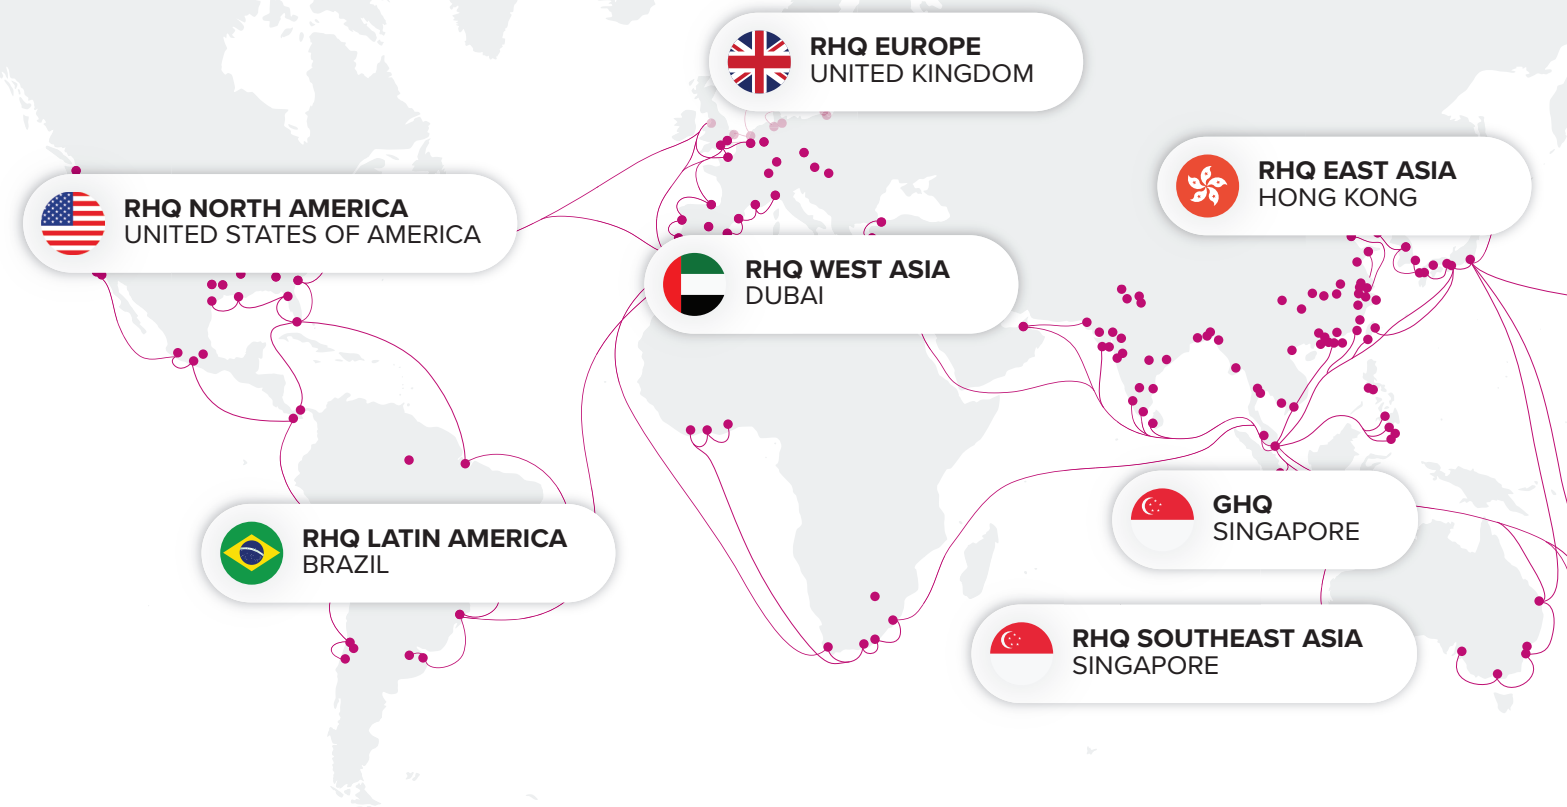 RHQ EUROPE
UNITED KINGDOM
RHQ EAST ASIA
HONG KONG
RHQ NORTH AMERICA
UNITED STATES OF AMERICA
RHQ WEST ASIA
DUBAI
GHQ
SINGAPORE
RHQ LATIN AMERICA
BRAZIL
RHQ SOUTHEAST ASIA
SINGAPORE